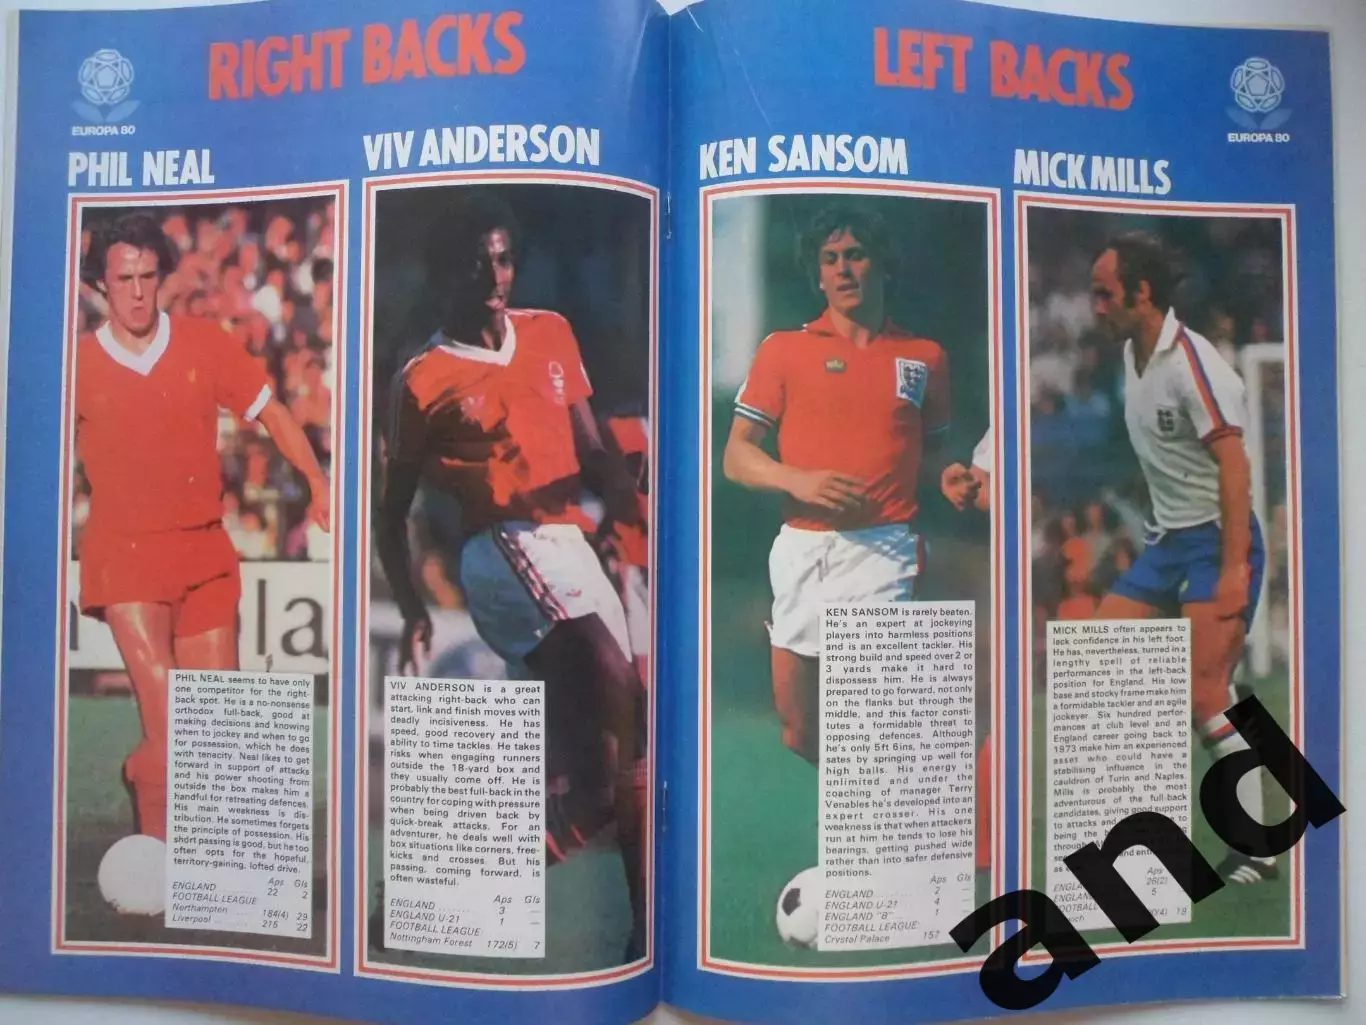 RIGHT BACKS
EUROPA 80
PHIL NEAL
PHIL NEAL seems to have only
one competitor for the right-
back spot. He is a no-nonsense
orthodox full-back, good at
making decisions and knowing
when to jockey and when to go
for possession, which he does
with tenacity. Neal likes to get
forward in support of attacks
and his power shooting from
outside the box makes him a
handful for retreating defences.
His main weakness is dis-
tribution. He sometimes forgets
the principle of possession. His
short passing is good, but he too
often opts for the hopeful,
territory-gaining, lofted drive.
Aps Gls
ENGLAND ........ 22 2
FOOTBALL LEAGUE:
Northampton .... 184(4) 29
Liverpool ...... 215 22
VIV ANDERSON
VIV ANDERSON is a great
attacking right-back who can
start, link and finish moves with
deadly incisiveness. He has
speed, good recovery and the
ability to time tackles. He takes
risks when engaging runners
outside the 18-yard box and
they usually come off. He is
probably the best full-back in the
country for coping with pressure
when being driven back by
quick-break attacks. For an
adventurer, he deals well with
box situations like corners, free-
kicks and crosses. But his
passing, coming forward, is
often wasteful.
Aps Gls
ENGLAND ........ 3 —
ENGLAND U-21 ..... 1 —
FOOTBALL LEAGUE:
Nottingham Forest 172(5) 7
la
LEFT BACKS
EUROPA 80
KEN SANSOM
KEN SANSOM is rarely beaten.
He's an expert at jockeying
players into harmless positions
and is an excellent tackler. His
strong build and speed over 2 or
3 yards make it hard to
dispossess him. He is always
prepared to go forward, not only
on the flanks but through the
middle, and this factor consti-
tutes a formidable threat to
opposing defences. Although
he's only 5ft 6ins, he compen-
sates by springing up well for
high balls. His energy is
unlimited and under the
coaching of manager Terry
Venables he's developed into an
expert crosser. His one
weakness is that when attackers
run at him he tends to lose his
bearings, getting pushed wide
rather than into safer defensive
positions.
Aps Gls
ENGLAND ........ 2 —
ENGLAND U-21 ..... 4 —
ENGLAND "B" ..... 1 —
FOOTBALL LEAGUE:
Crystal Palace .... 157
MICK MILLS
MICK MILLS often appears to
lack confidence in his left foot.
He has, nevertheless, turned in a
lengthy spell of reliable
performances in the left-back
position for England. His low
base and stocky frame make him
a formidable tackler and an agile
jockeyer. Six hundred perfor-
mances at club level and an
England career going back to
1973 make him an experienced
asset who could have a
stabilising influence in the
cauldron of Turin and Naples.
Mills is probably the most
adventurous of the full-back
candidates, giving good support
to attacks and
being the
through
and
as
Aps
ENGLAND 26(2)
ENGLAND 5
FOOTBALL
18
and